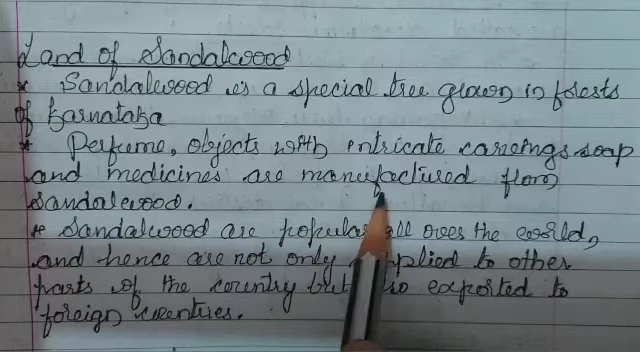 Land of Sandalwood
* Sandalwood is a special tree grown in forests
of Karnataka
* Perfume, objects with intricate carvings soap
and medicines are manufactured from
Sandalwood.
* Sandalwood are popular all over the world,
and hence are not only to other
parts of the country but exported to
foreign countries.